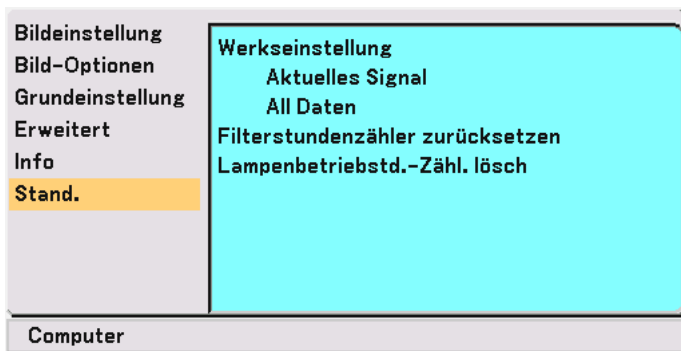 Bildeinstellung
Bild-Optionen
Grundeinstellung
Erweitert
Info
Stand.
Werkseinstellung
Aktuelles Signal
All Daten
Filterstundenzähler zurücksetzen
Lampenbetriebstd.-Zähl. lösch
Computer